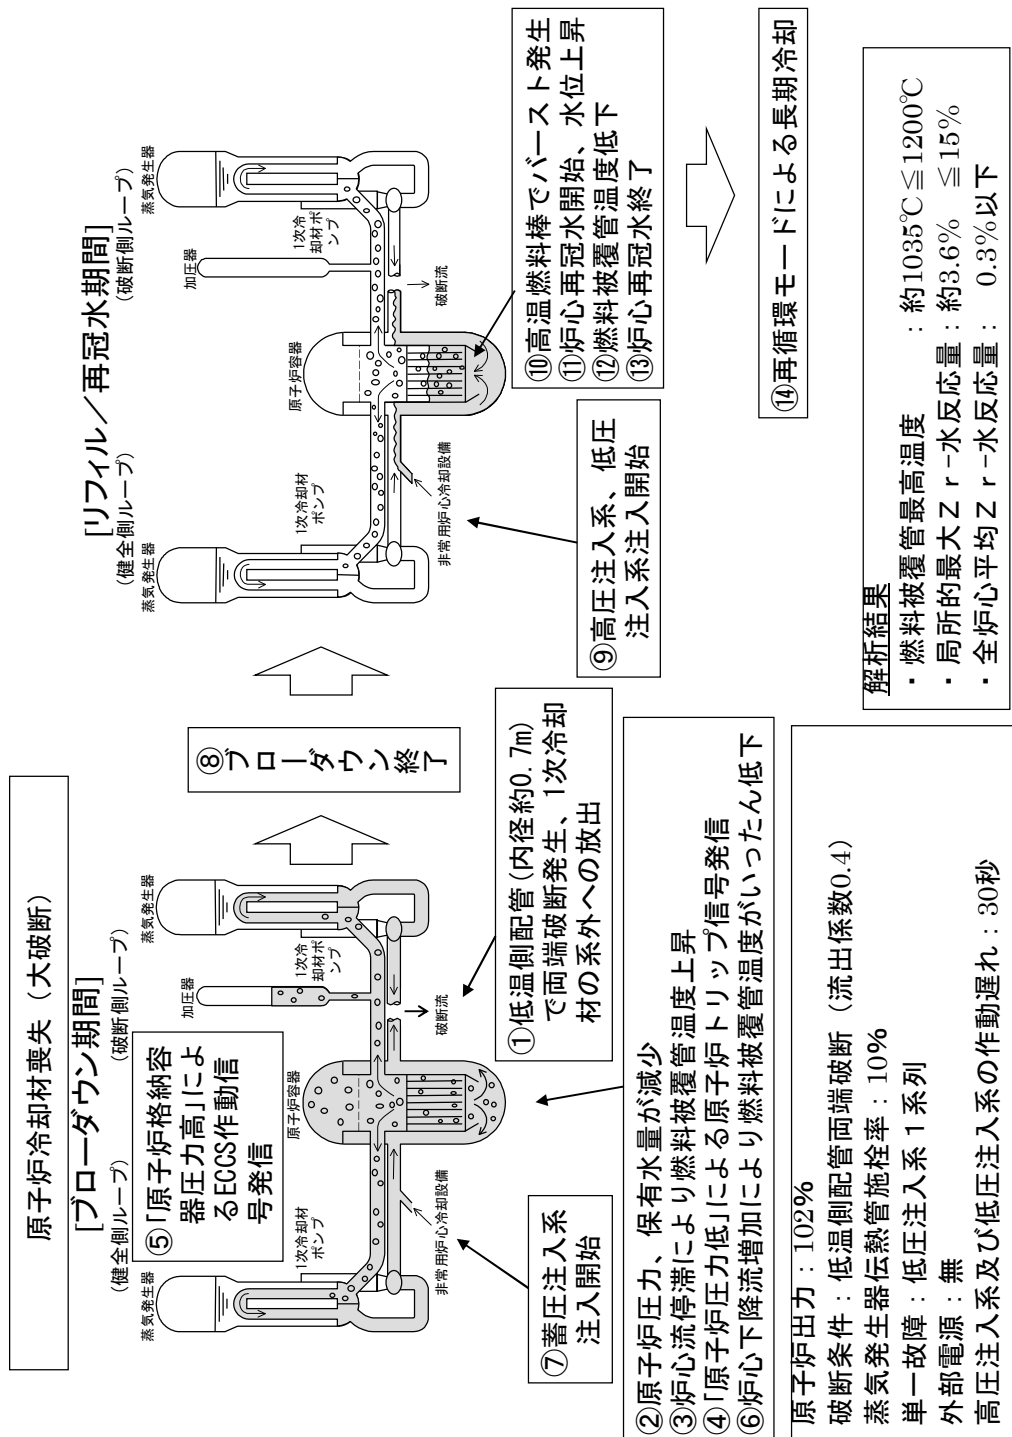 原子炉冷却材喪失（大破断）
[ブローダウン期間]
(健全側ループ)
(破断側ループ)
蒸気発生器
1次冷却材
ポンプ
⑤「原子炉格納容
器圧力高」によ
るECCS作動信
号発信
原子炉容器
加圧器
1次冷
却材ポ
ンプ
蒸気発生器
非常用炉心冷却設備
破断流
⑦蓄圧注入系
注入開始
①低温側配管(内径約0.7m)
で両端破断発生、1次冷却
材の系外への放出
②原子炉圧力、保有水量が減少
③炉心流停滞により燃料被覆管温度上昇
④「原子炉圧力低」による原子炉トリップ信号発信
⑥炉心下降流増加により燃料被覆管温度がいったん低下
原子炉出力：102%
破断条件：低温側配管両端破断（流出係数0.4）
蒸気発生器伝熱管施栓率：10%
単一故障：低圧注入系１系列
外部電源：無
高圧注入系及び低圧注入系の作動遅れ：30秒
⑧
ブローダウン
終了
[リフィル／再冠水期間]
(健全側ループ)
(破断側ループ)
蒸気発生器
1次冷却材
ポンプ
原子炉容器
加圧器
1次冷
却材ポ
ンプ
蒸気発生器
非常用炉心冷却設備
破断流
⑨高圧注入系、低圧
注入系注入開始
⑩高温燃料棒でバースト発生
⑪炉心再冠水開始、水位上昇
⑫燃料被覆管温度低下
⑬炉心再冠水終了
⑭再循環モードによる長期冷却
解析結果
・燃料被覆管最高温度　：約1035℃≦1200℃
・局所的最大Ｚｒ－水反応量：約3.6%　≦15%
・全炉心平均Ｚｒ－水反応量：　0.3%以下